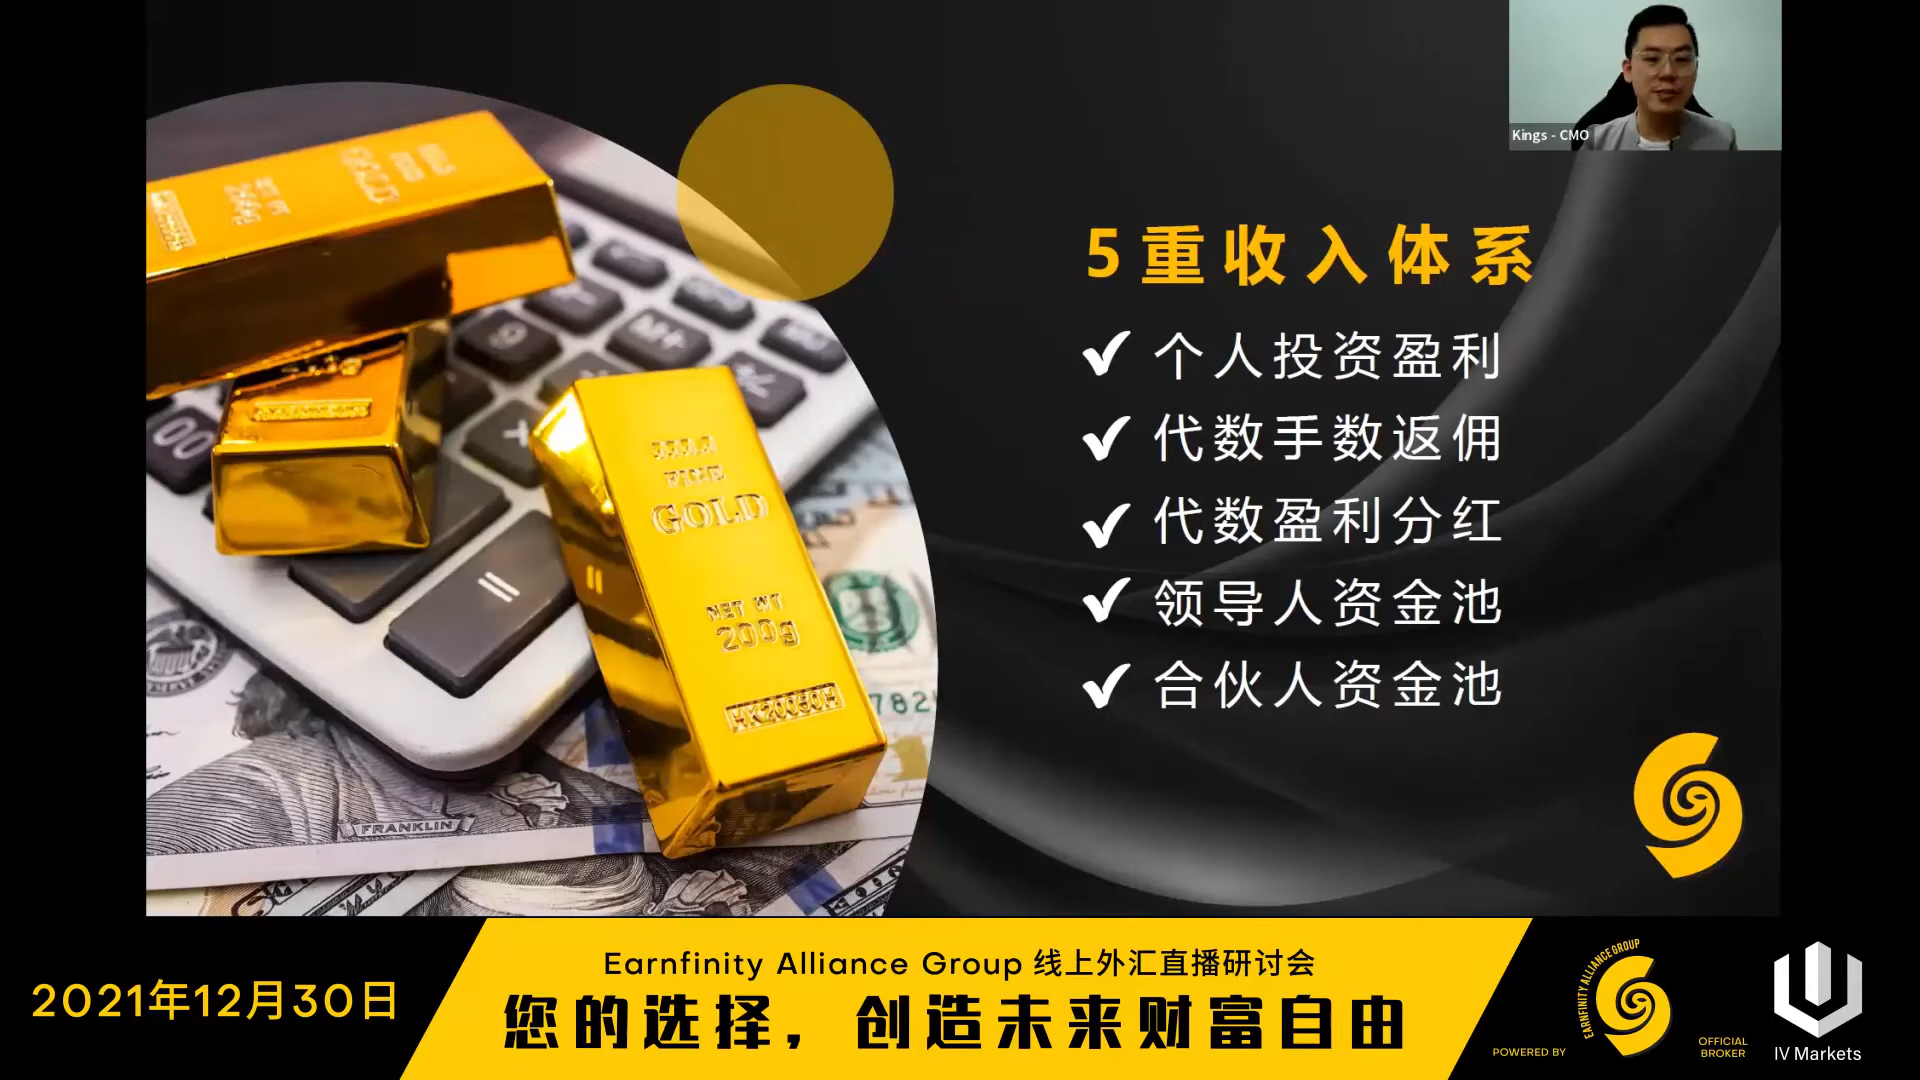 Kings - CMO
5重收入体系
个人投资盈利
代数手数返佣
代数盈利分红
领导人资金池
合伙人资金池
FINE
GOLD
NET WT
200g
FRANKLIN
2021年12月30日
Earnfinity Alliance Group 线上外汇直播研讨会
您的选择，创造未来财富自由
POWERED BY
EARNFINITY ALLIANCE GROUP
OFFICIAL
BROKER
IV Markets